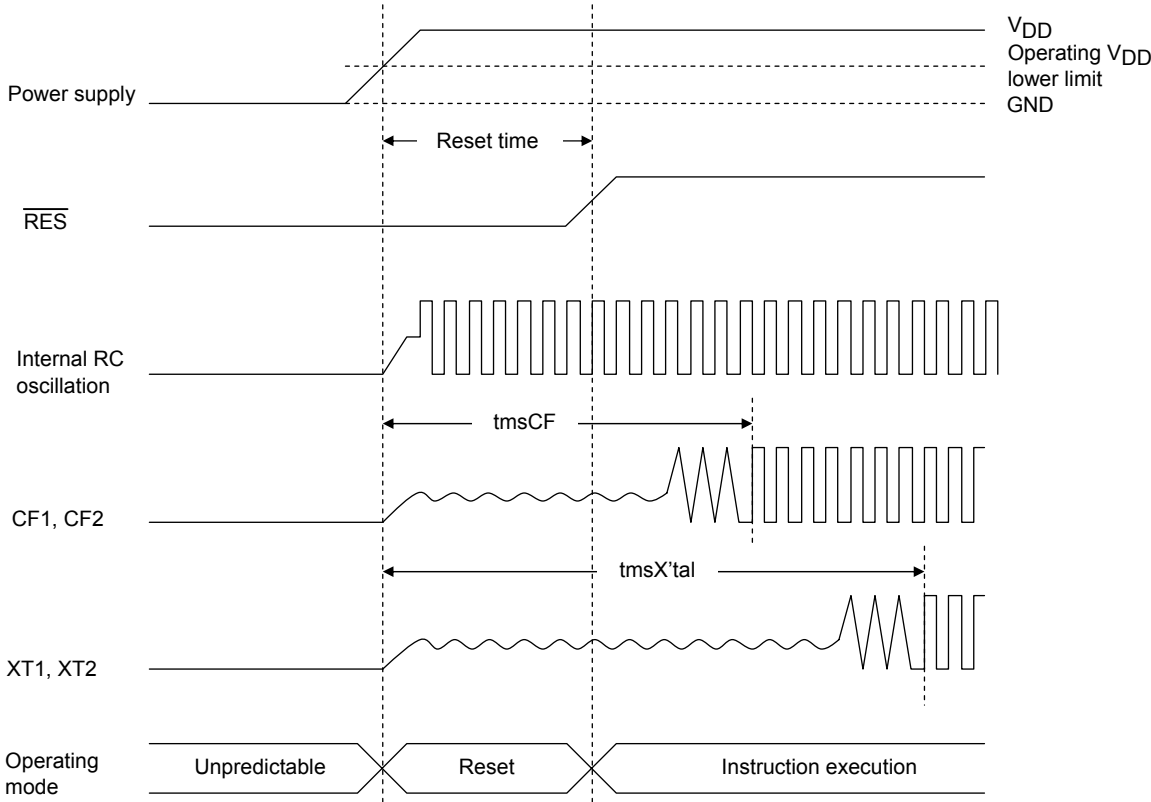 VDD
Operating VDD
lower limit
Power supply
GND
Reset time
RES
Internal RC
oscillation
tmsCF
CF1, CF2
tmsX'tal
XT1, XT2
Operating
mode
Unpredictable
Reset
Instruction execution